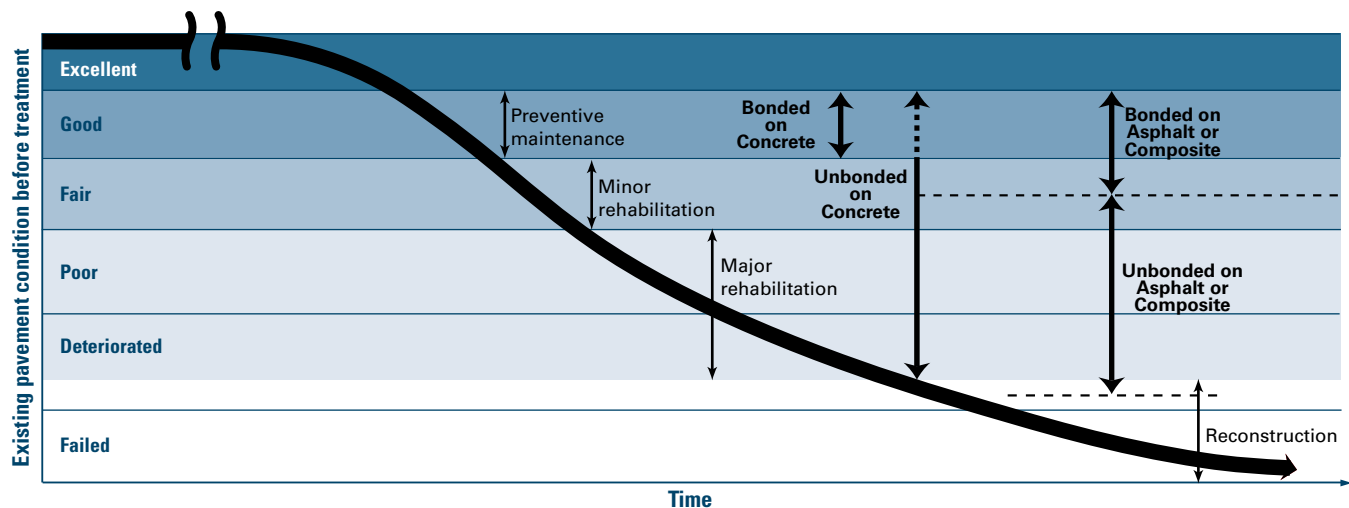 Existing pavement condition before treatment
Excellent
Good
Fair
Poor
Deteriorated
Failed
Preventive
maintenance
Minor
rehabilitation
Major
rehabilitation
Bonded
on
Concrete
Unbonded
on
Concrete
Bonded on
Asphalt or
Composite
Unbonded on
Asphalt or
Composite
Reconstruction
Time